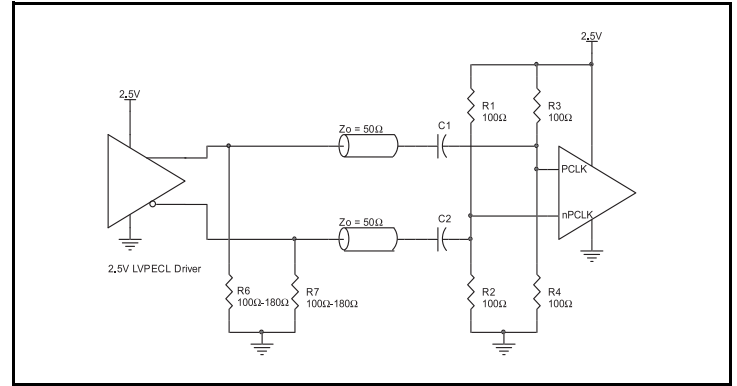 2.5V
2.5V
R1
100Ω
R3
100Ω
Zo = 50Ω
C1
PCLK
Zo = 50Ω
C2
nPCLK
2.5V LVPECL Driver
R6
100Ω-180Ω
R7
100Ω-180Ω
R2
100Ω
R4
100Ω